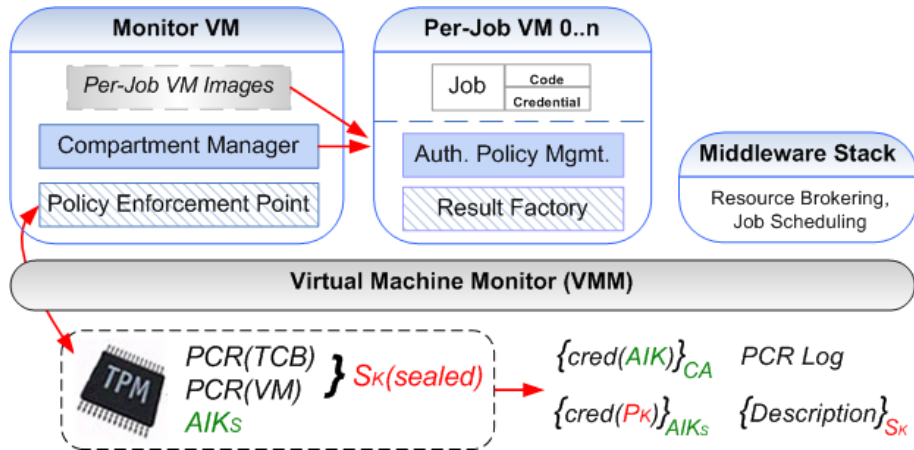 Monitor VM
Per-Job VM Images
Compartment Manager
Policy Enforcement Point
Per-Job VM 0..n
Job
Code
Credential
Auth. Policy Mgmt.
Result Factory
Middleware Stack
Resource Brokering,
Job Scheduling
Virtual Machine Monitor (VMM)
TPM
PCR(TCB)
PCR(VM)
AIKs
} SK(sealed)
{cred(AIK)}CA
PCR Log
{cred(PK)}AIKs
{Description}SK